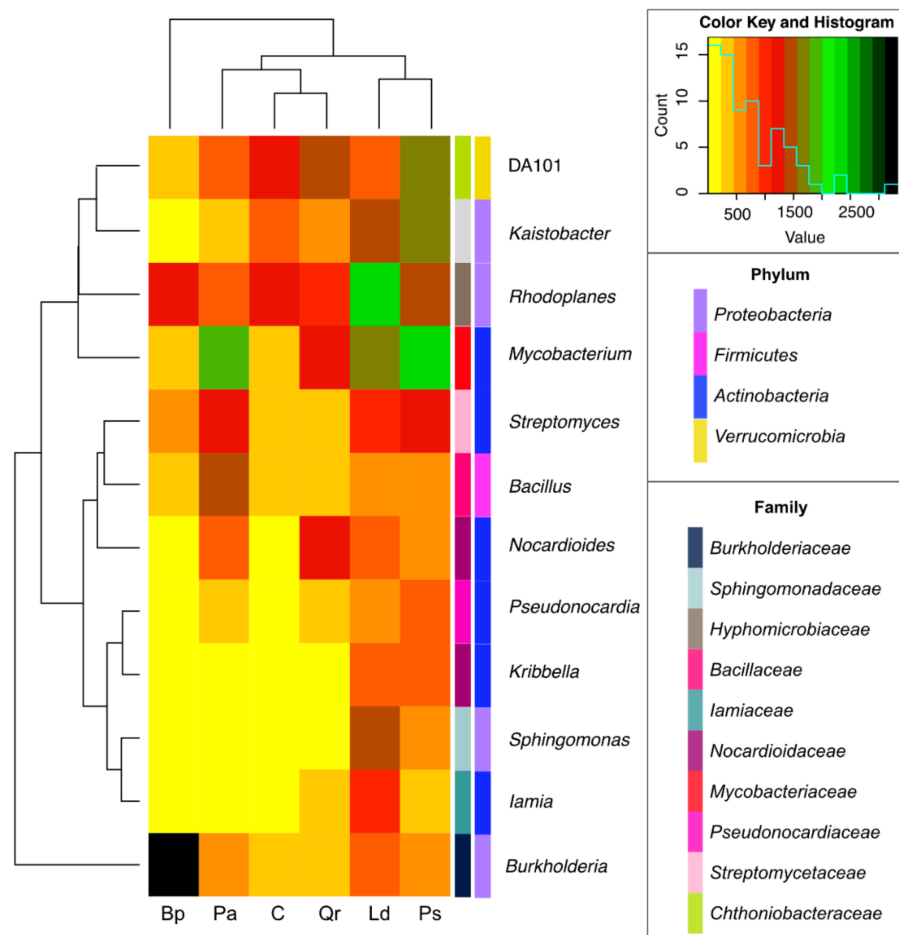 DA101
Kaistobacter
Rhodoplanes
Mycobacterium
Streptomyces
Bacillus
Nocardioides
Pseudonocardia
Kribbella
Sphingomonas
Iamia
Burkholderia
Bp Pa C Qr Ld Ps
Color Key and Histogram
Count
15
10
5
0
500 1500 2500
Value
Phylum
Proteobacteria
Firmicutes
Actinobacteria
Verrucomicrobia
Family
Burkholderiaceae
Sphingomonadaceae
Hyphomicrobiaceae
Bacillaceae
Iamiaceae
Nocardioidaceae
Mycobacteriaceae
Pseudonocardiaceae
Streptomycetaceae
Chthoniobacteraceae